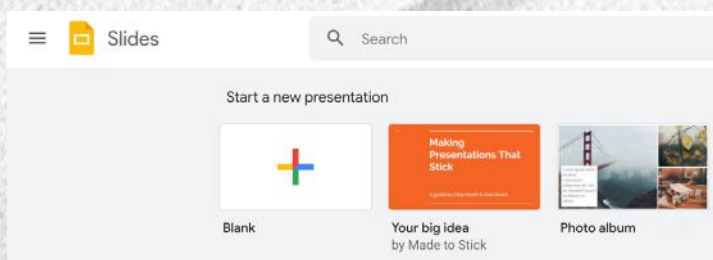 Slides
Search
Start a new presentation
Making
Presentations That
Stick
Blank
Your big idea
by Made to Stick
Photo album